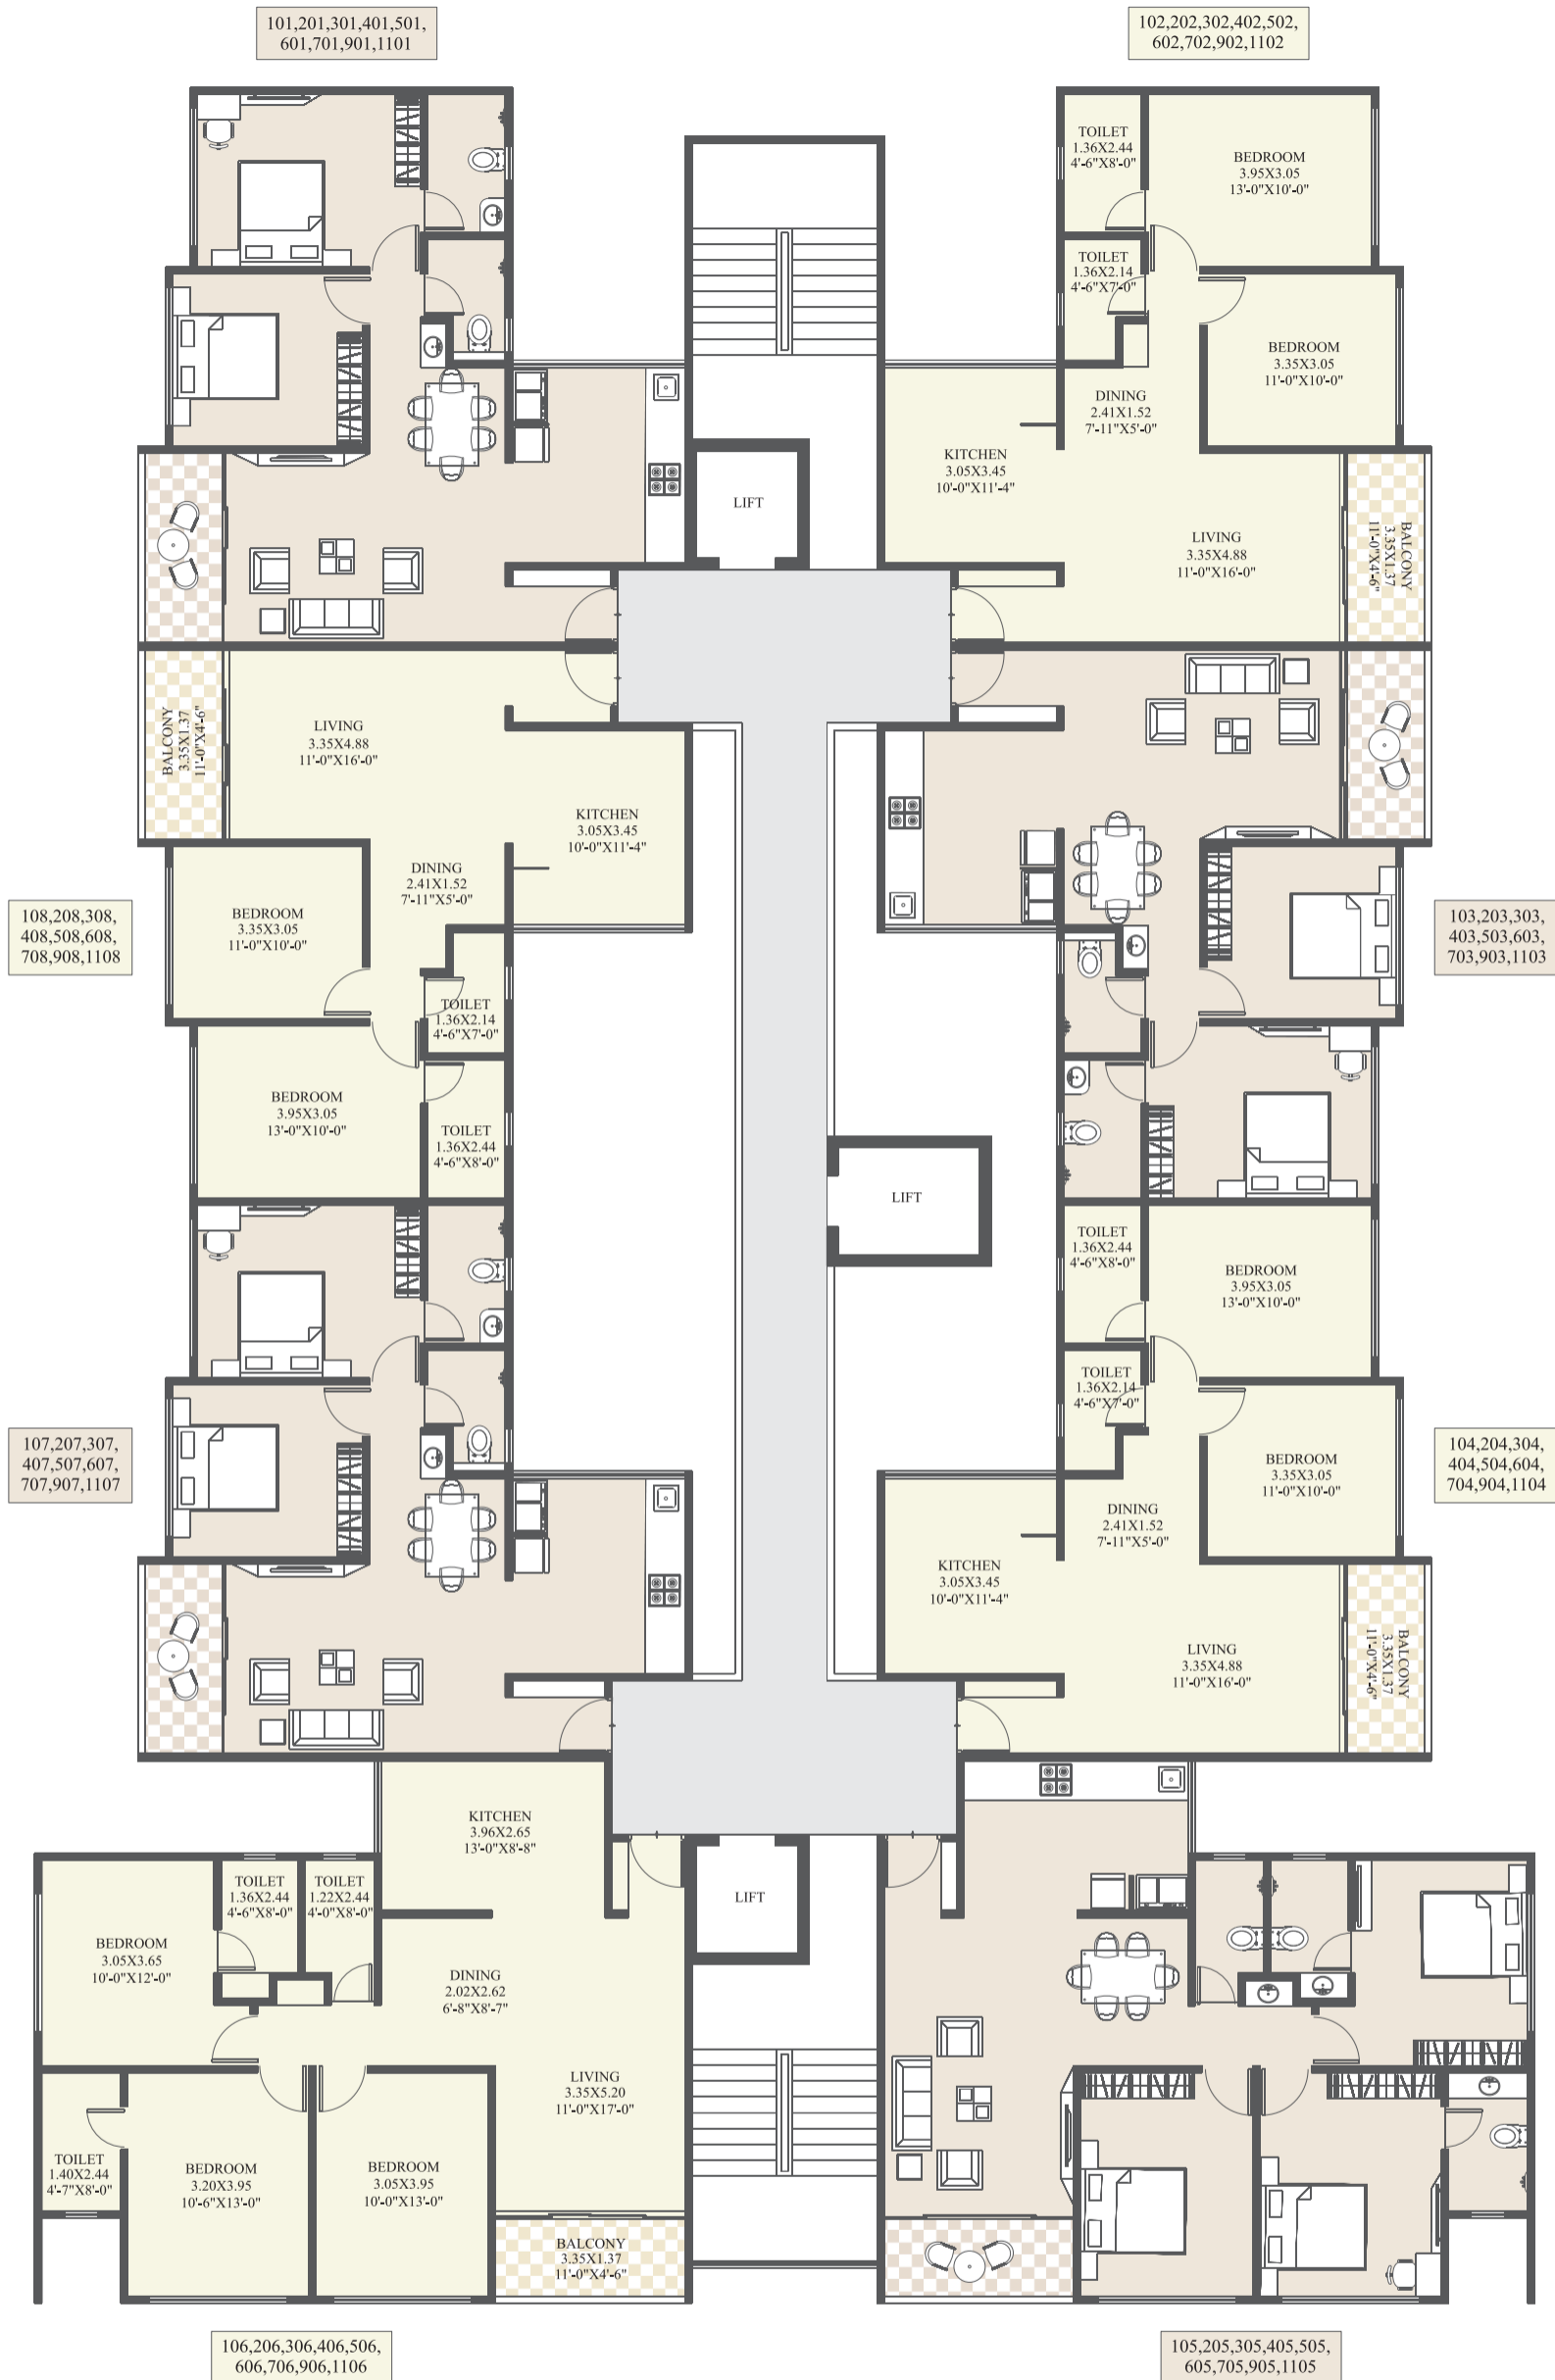 101,201,301,401,501,
601,701,901,1101
102,202,302,402,502,
602,702,902,1102
TOILET
1.36X2.44
4'-6"X8'-0"
BEDROOM
3.95X3.05
13'-0"X10'-0"
TOILET
1.36X2.14
4'-6"X7'-0"
BEDROOM
3.35X3.05
11'-0"X10'-0"
DINING
2.41X1.52
7'-11"X5'-0"
KITCHEN
3.05X3.45
10'-0"X11'-4"
LIFT
LIVING
3.35X4.88
11'-0"X16'-0"
BALCONY
3.35X1.37
11'-0"X4'-6"
BALCONY
3.35X1.37
11'-0"X4'-6"
LIVING
3.35X4.88
11'-0"X16'-0"
KITCHEN
3.05X3.45
10'-0"X11'-4"
DINING
2.41X1.52
7'-11"X5'-0"
108,208,308,
408,508,608,
708,908,1108
BEDROOM
3.35X3.05
11'-0"X10'-0"
103,203,303,
403,503,603,
703,903,1103
TOILET
1.36X2.14
4'-6"X7'-0"
BEDROOM
3.95X3.05
13'-0"X10'-0"
TOILET
1.36X2.44
4'-6"X8'-0"
LIFT
TOILET
1.36X2.44
4'-6"X8'-0"
BEDROOM
3.95X3.05
13'-0"X10'-0"
TOILET
1.36X2.14
4'-6"X7'-0"
107,207,307,
407,507,607,
707,907,1107
BEDROOM
3.35X3.05
11'-0"X10'-0"
104,204,304,
404,504,604,
704,904,1104
DINING
2.41X1.52
7'-11"X5'-0"
KITCHEN
3.05X3.45
10'-0"X11'-4"
LIVING
3.35X4.88
11'-0"X16'-0"
BALCONY
3.35X1.37
11'-0"X4'-6"
KITCHEN
3.96X2.65
13'-0"X8'-8"
TOILET
1.36X2.44
4'-6"X8'-0"
TOILET
1.22X2.44
4'-0"X8'-0"
LIFT
BEDROOM
3.05X3.65
10'-0"X12'-0"
DINING
2.02X2.62
6'-8"X8'-7"
LIVING
3.35X5.20
11'-0"X17'-0"
TOILET
1.40X2.44
4'-7"X8'-0"
BEDROOM
3.20X3.95
10'-6"X13'-0"
BEDROOM
3.05X3.95
10'-0"X13'-0"
BALCONY
3.35X1.37
11'-0"X4'-6"
106,206,306,406,506,
606,706,906,1106
105,205,305,405,505,
605,705,905,1105